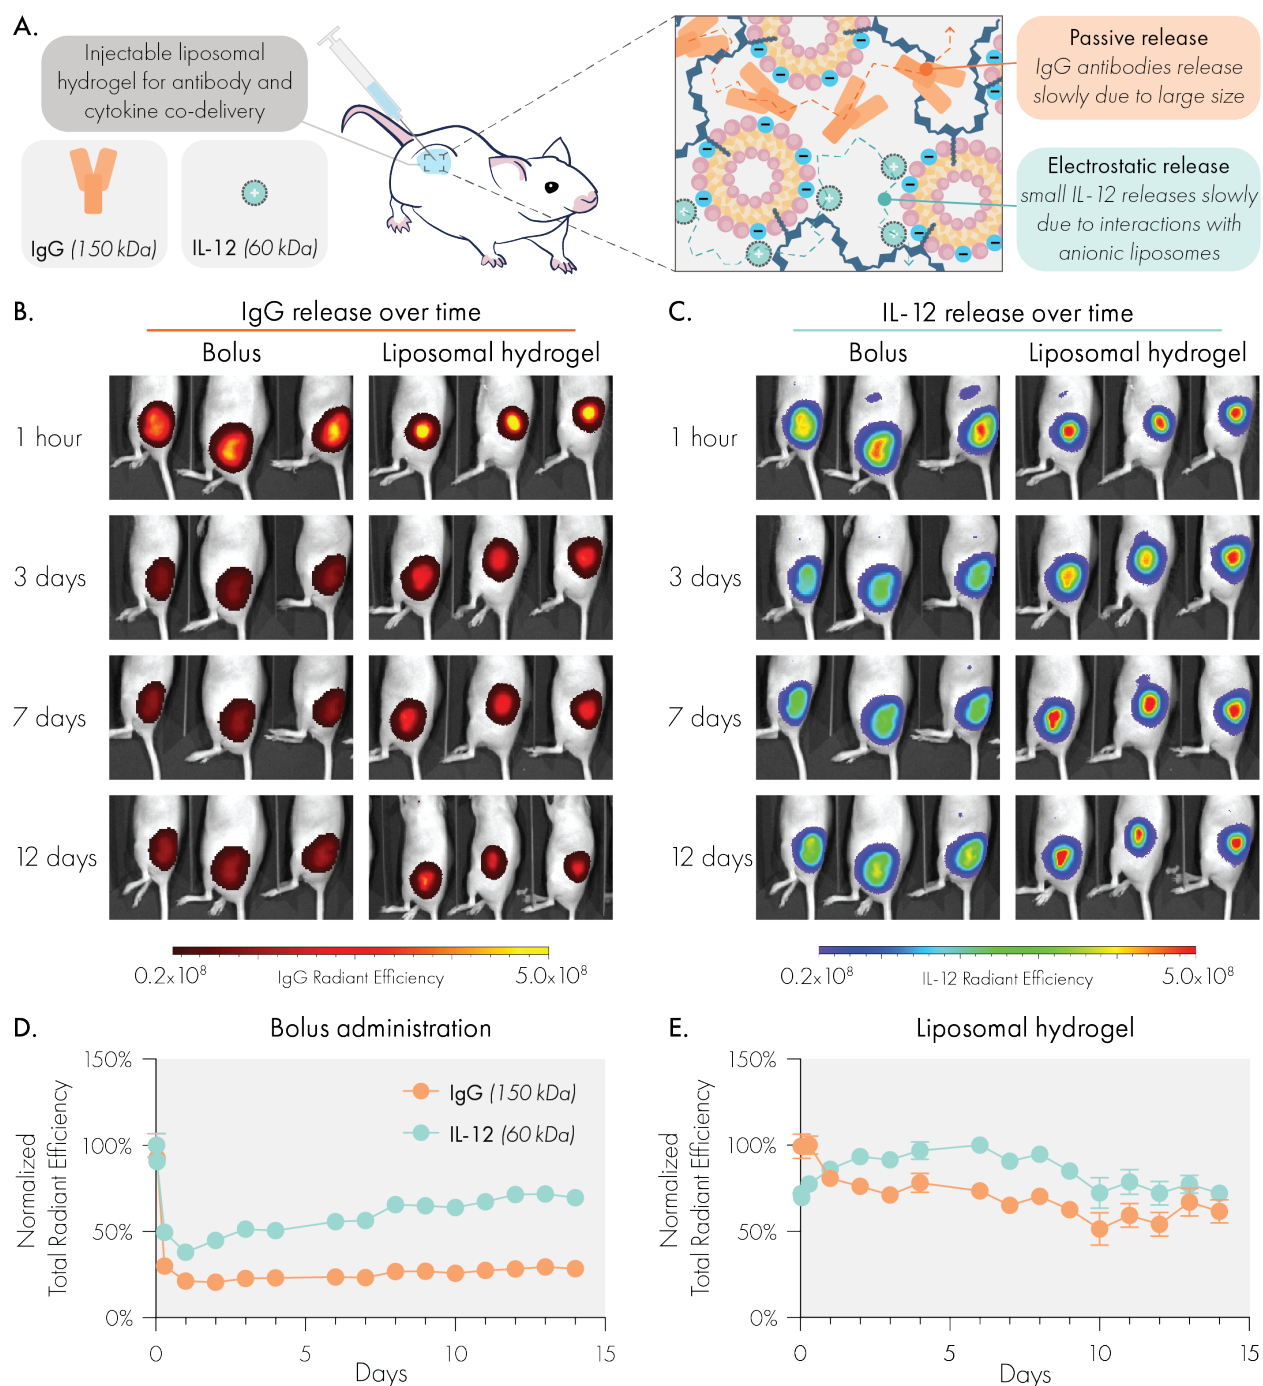 A.
Injectable liposomal
hydrogel for antibody and
cytokine co-delivery
IgG (150 kDa)
IL-12 (60 kDa)
Passive release
IgG antibodies release
slowly due to large size
Electrostatic release
small IL-12 releases slowly
due to interactions with
anionic liposomes
B.
IgG release over time
Bolus
Liposomal hydrogel
1 hour
3 days
7 days
12 days
0.2x10⁸
IgG Radiant Efficiency
5.0x10⁸
C.
IL-12 release over time
Bolus
Liposomal hydrogel
1 hour
3 days
7 days
12 days
0.2x10⁸
IL-12 Radiant Efficiency
5.0x10⁸
D.
Bolus administration
Normalized
Total Radiant Efficiency
150%
100%
50%
0%
IgG (150 kDa)
IL-12 (60 kDa)
0 5 10 15
Days
E.
Liposomal hydrogel
Normalized
Total Radiant Efficiency
150%
100%
50%
0%
0 5 10 15
Days